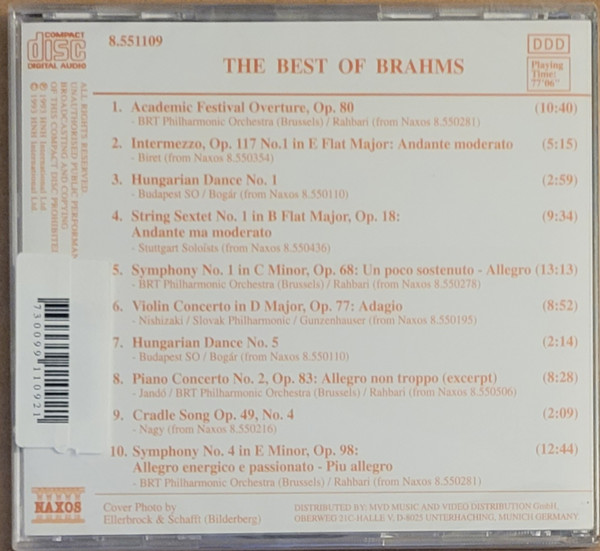 COMPACT
disc
DIGITAL AUDIO
8.551109
DDD
THE BEST OF BRAHMS
Playing
Time:
77'06"
1. Academic Festival Overture, Op. 80 (10:40)
- BRT Philharmonic Orchestra (Brussels) / Rahbari (from Naxos 8.550281)
2. Intermezzo, Op. 117 No.1 in E Flat Major: Andante moderato (5:15)
- Biret (from Naxos 8.550354)
3. Hungarian Dance No. 1 (2:59)
- Budapest SO / Bogár (from Naxos 8.550110)
4. String Sextet No. 1 in B Flat Major, Op. 18: (9:34)
Andante ma moderato
- Stuttgart Soloists (from Naxos 8.550436)
5. Symphony No. 1 in C Minor, Op. 68: Un poco sostenuto - Allegro (13:13)
- BRT Philharmonic Orchestra (Brussels) / Rahbari (from Naxos 8.550278)
6. Violin Concerto in D Major, Op. 77: Adagio (8:52)
- Nishizaki / Slovak Philharmonic / Gunzenhauser (from Naxos 8.550195)
7. Hungarian Dance No. 5 (2:14)
- Budapest SO / Bogár (from Naxos 8.550110)
8. Piano Concerto No. 2, Op. 83: Allegro non troppo (excerpt) (8:28)
- Jandó / BRT Philharmonic Orchestra (Brussels) / Rahbari (from Naxos 8.550506)
9. Cradle Song Op. 49, No. 4 (2:09)
- Nagy (from Naxos 8.550216)
10. Symphony No. 4 in E Minor, Op. 98: (12:44)
Allegro energico e passionato - Piu allegro
- BRT Philharmonic Orchestra (Brussels) / Rahbari (from Naxos 8.550281)
ALL RIGHTS RESERVED
UNAUTHORISED PUBLIC PERFORMAN
BROADCASTING AND COPYING
OF THIS COMPACT DISC PROHIBITED
℗ 1993 HNH International Ltd.
© 1993 HNH International Ltd.
730099110921
NAXOS
Cover Photo by
Ellerbrock & Schafft (Bilderberg)
DISTRIBUTED BY: MVD MUSIC AND VIDEO DISTRIBUTION GmbH,
OBERWEG 21C-HALLE V, D-8025 UNTERHACHING, MUNICH GERMANY